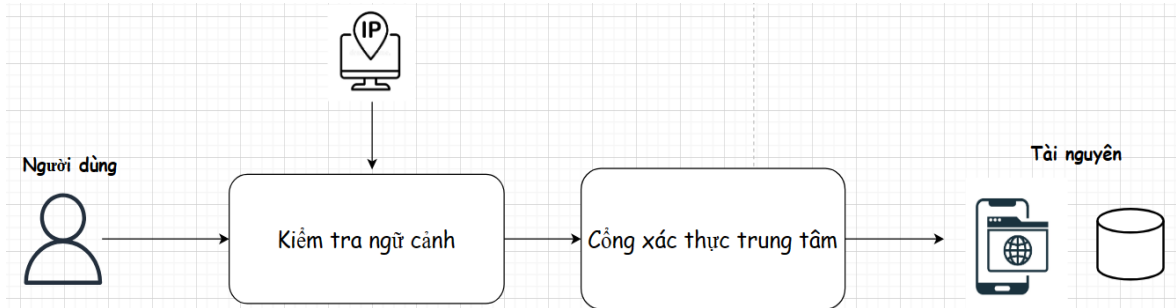 IP
Người dùng
Tài nguyên
Kiểm tra ngữ cảnh
Cổng xác thực trung tâm